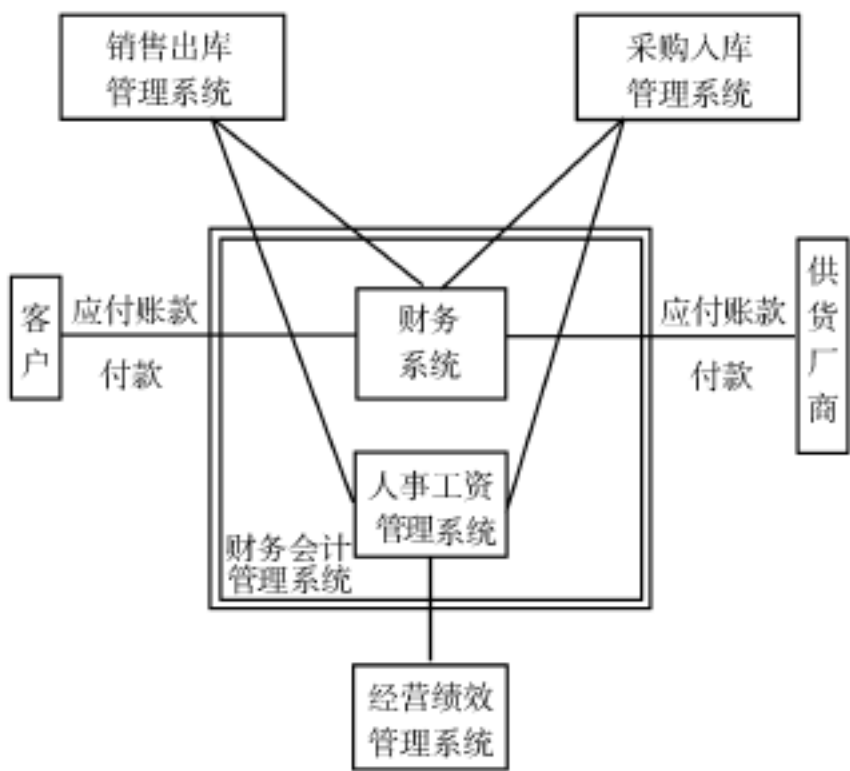 销售出库
管理系统
采购入库
管理系统
客户
应付账款
付款
财务
系统
应付账款
付款
供货厂商
人事工资
管理系统
财务会计
管理系统
经营绩效
管理系统